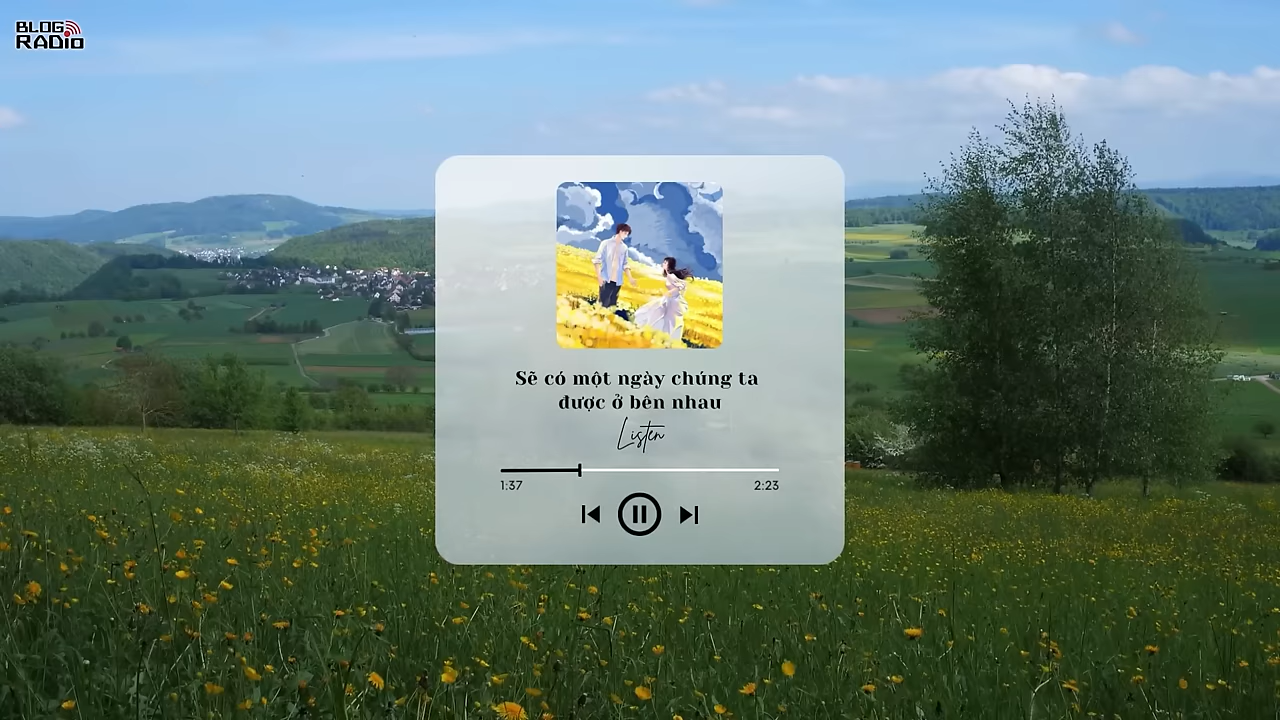 BLOG
RADIO
Sẽ có một ngày chúng ta
được ở bên nhau
Listen
1:37 2:23